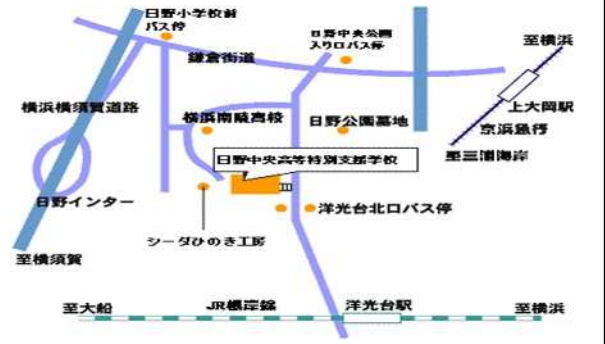 日野小学校前
バス停
日野中央公園
入り口バス停
至横浜
鎌倉街道
上大岡駅
横浜横須賀道路
横浜南陵高校
日野公園墓地
京浜急行
至三浦海岸
日野中央高等特別支援学校
日野インター
洋光台北口バス停
シーダひのき工房
至横須賀
至大船
JR根岸線
洋光台駅
至横浜